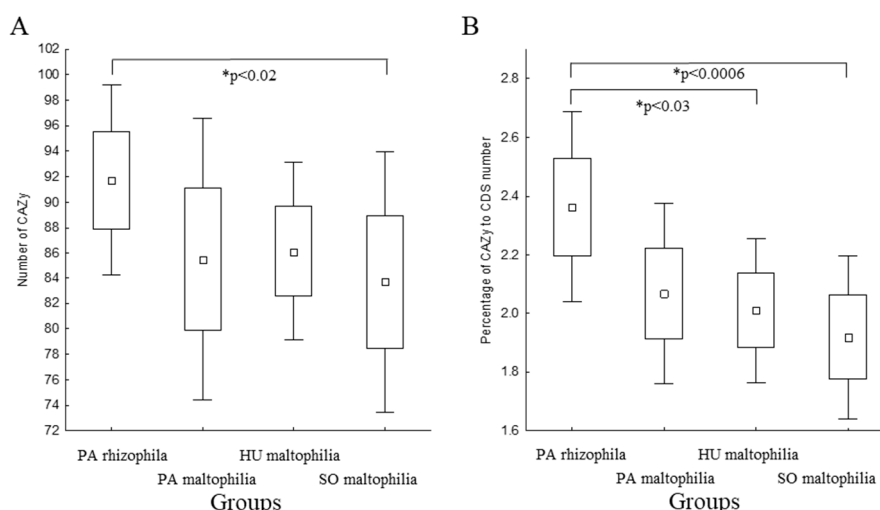 A
Number of CAZy
102
100
98
96
94
92
90
88
86
84
82
80
78
76
74
72
*p<0.02
PA rhizophila
HU maltophilia
PA maltophilia
SO maltophilia
Groups
B
Percentage of CAZy to CDS number
2.8
2.6
2.4
2.2
2.0
1.8
1.6
*p<0.0006
*p<0.03
PA rhizophila
HU maltophilia
PA maltophilia
SO maltophilia
Groups